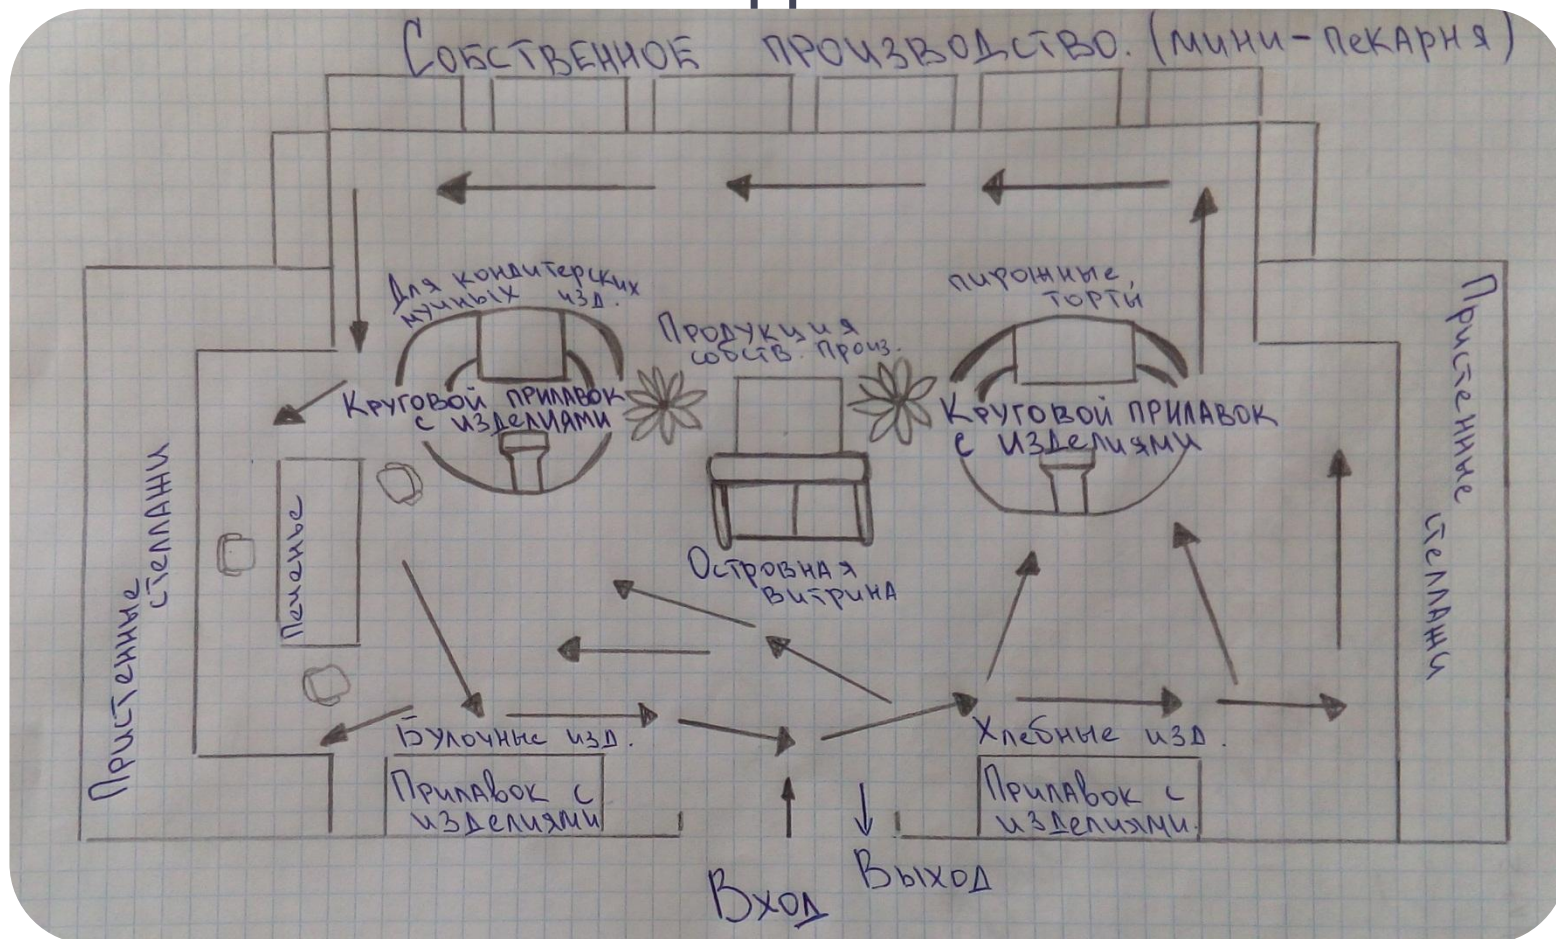 Собственное производство. (мини-пекарня)
Для кондитерских
мучных изд.
Продукция
собств. произ.
пирожные,
торты
Круговой прилавок
с изделиями
Круговой прилавок
с изделиями
Пристенные
стеллажи
Печенье
Островная
витрина
Пристенные
стеллажи
Булочные изд.
Прилавок с
изделиями
Хлебные изд.
Прилавок с
изделиями
Вход
Выход